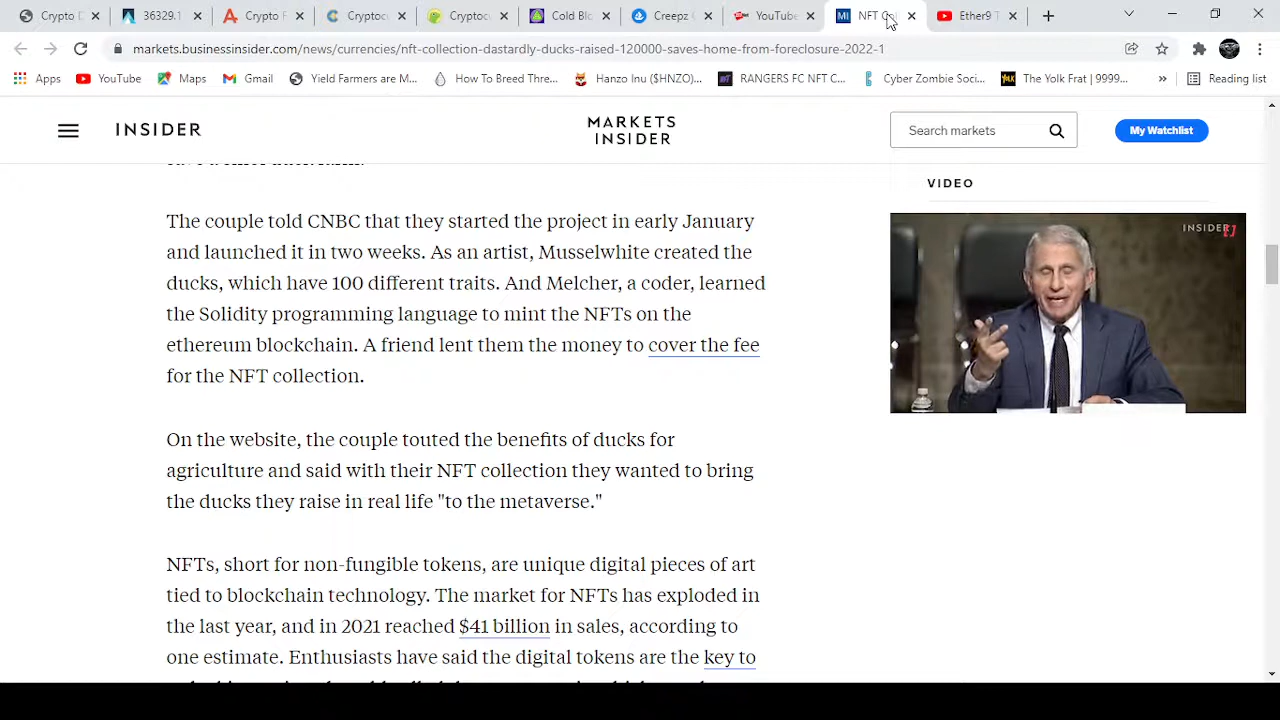 Crypto D
36329.1
Crypto F
Cryptocu
Cryptoc
Cold Blo
Creepz G
YouTube
NFT Col
Ether9 T
markets.businessinsider.com/news/currencies/nft-collection-dastardly-ducks-raised-120000-saves-home-from-foreclosure-2022-1
Apps
YouTube
Maps
Gmail
Yield Farmers are M...
How To Breed Thre...
Hanzo Inu ($HNZO)...
RANGERS FC NFT C...
Cyber Zombie Soci...
The Yolk Frat | 9999...
»
Reading list
INSIDER
MARKETS
INSIDER
Search markets
My Watchlist
The couple told CNBC that they started the project in early January
and launched it in two weeks. As an artist, Musselwhite created the
ducks, which have 100 different traits. And Melcher, a coder, learned
the Solidity programming language to mint the NFTs on the
ethereum blockchain. A friend lent them the money to cover the fee
for the NFT collection.
On the website, the couple touted the benefits of ducks for
agriculture and said with their NFT collection they wanted to bring
the ducks they raise in real life "to the metaverse."
NFTs, short for non-fungible tokens, are unique digital pieces of art
tied to blockchain technology. The market for NFTs has exploded in
the last year, and in 2021 reached $41 billion in sales, according to
one estimate. Enthusiasts have said the digital tokens are the key to
VIDEO
INSIDER